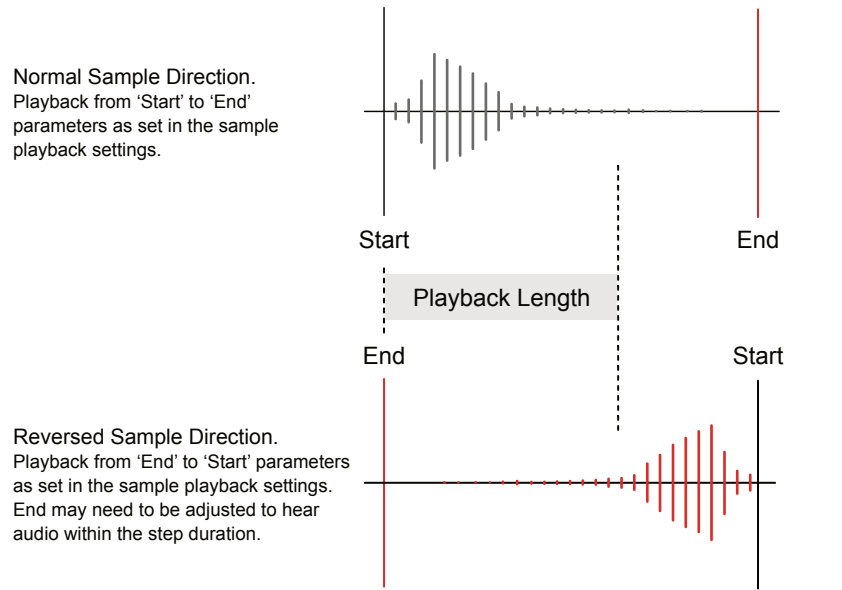 Normal Sample Direction.
Playback from ‘Start’ to ‘End’
parameters as set in the sample
playback settings.
Start
End
Playback Length
End
Start
Reversed Sample Direction.
Playback from ‘End’ to ‘Start’ parameters
as set in the sample playback settings.
End may need to be adjusted to hear
audio within the step duration.